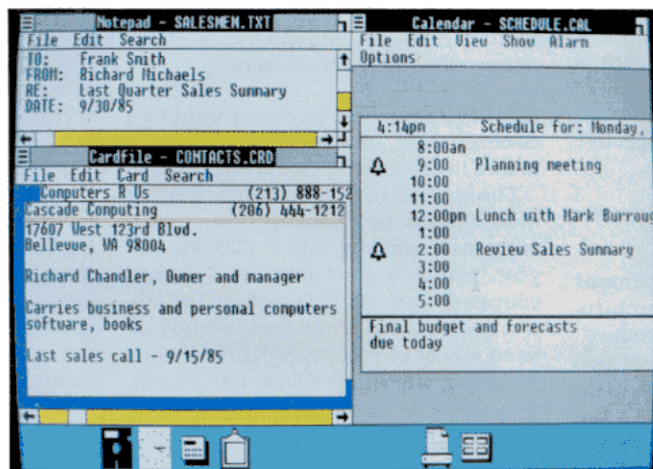 Notepad - SALESMEN.TXT
File Edit Search
TO: Frank Smith
FROM: Richard Michaels
RE: Last Quarter Sales Summary
DATE: 9/30/85
Cardfile - CONTACTS.CRD
File Edit Card Search
Computers R Us (213) 888-152
Cascade Computing (206) 444-1212
17607 West 123rd Blvd.
Bellevue, WA 98004
Richard Chandler, Owner and manager
Carries business and personal computers
software, books
Last sales call - 9/15/85
Calendar - SCHEDULE.CAL
File Edit View Show Alarm
Options
4:14pm Schedule for: Monday,
8:00am
9:00 Planning meeting
10:00
11:00
12:00pm Lunch with Mark Burroug
1:00
2:00 Review Sales Summary
3:00
4:00
5:00
Final budget and forecasts
due today